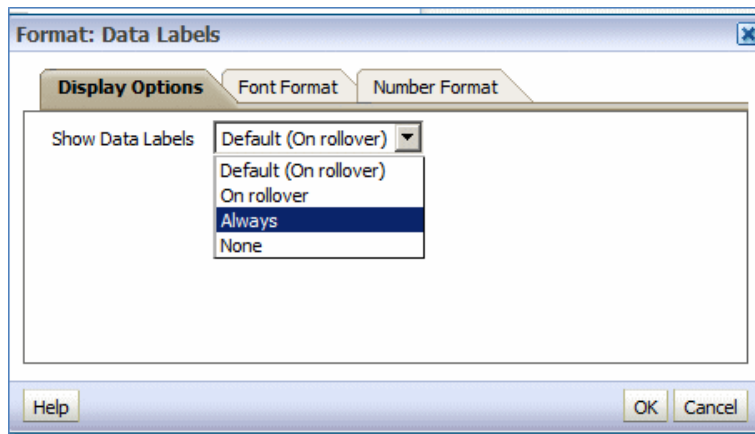 Format: Data Labels
Display Options Font Format Number Format
Show Data Labels Default (On rollover)
Default (On rollover)
On rollover
Always
None
Help OK Cancel